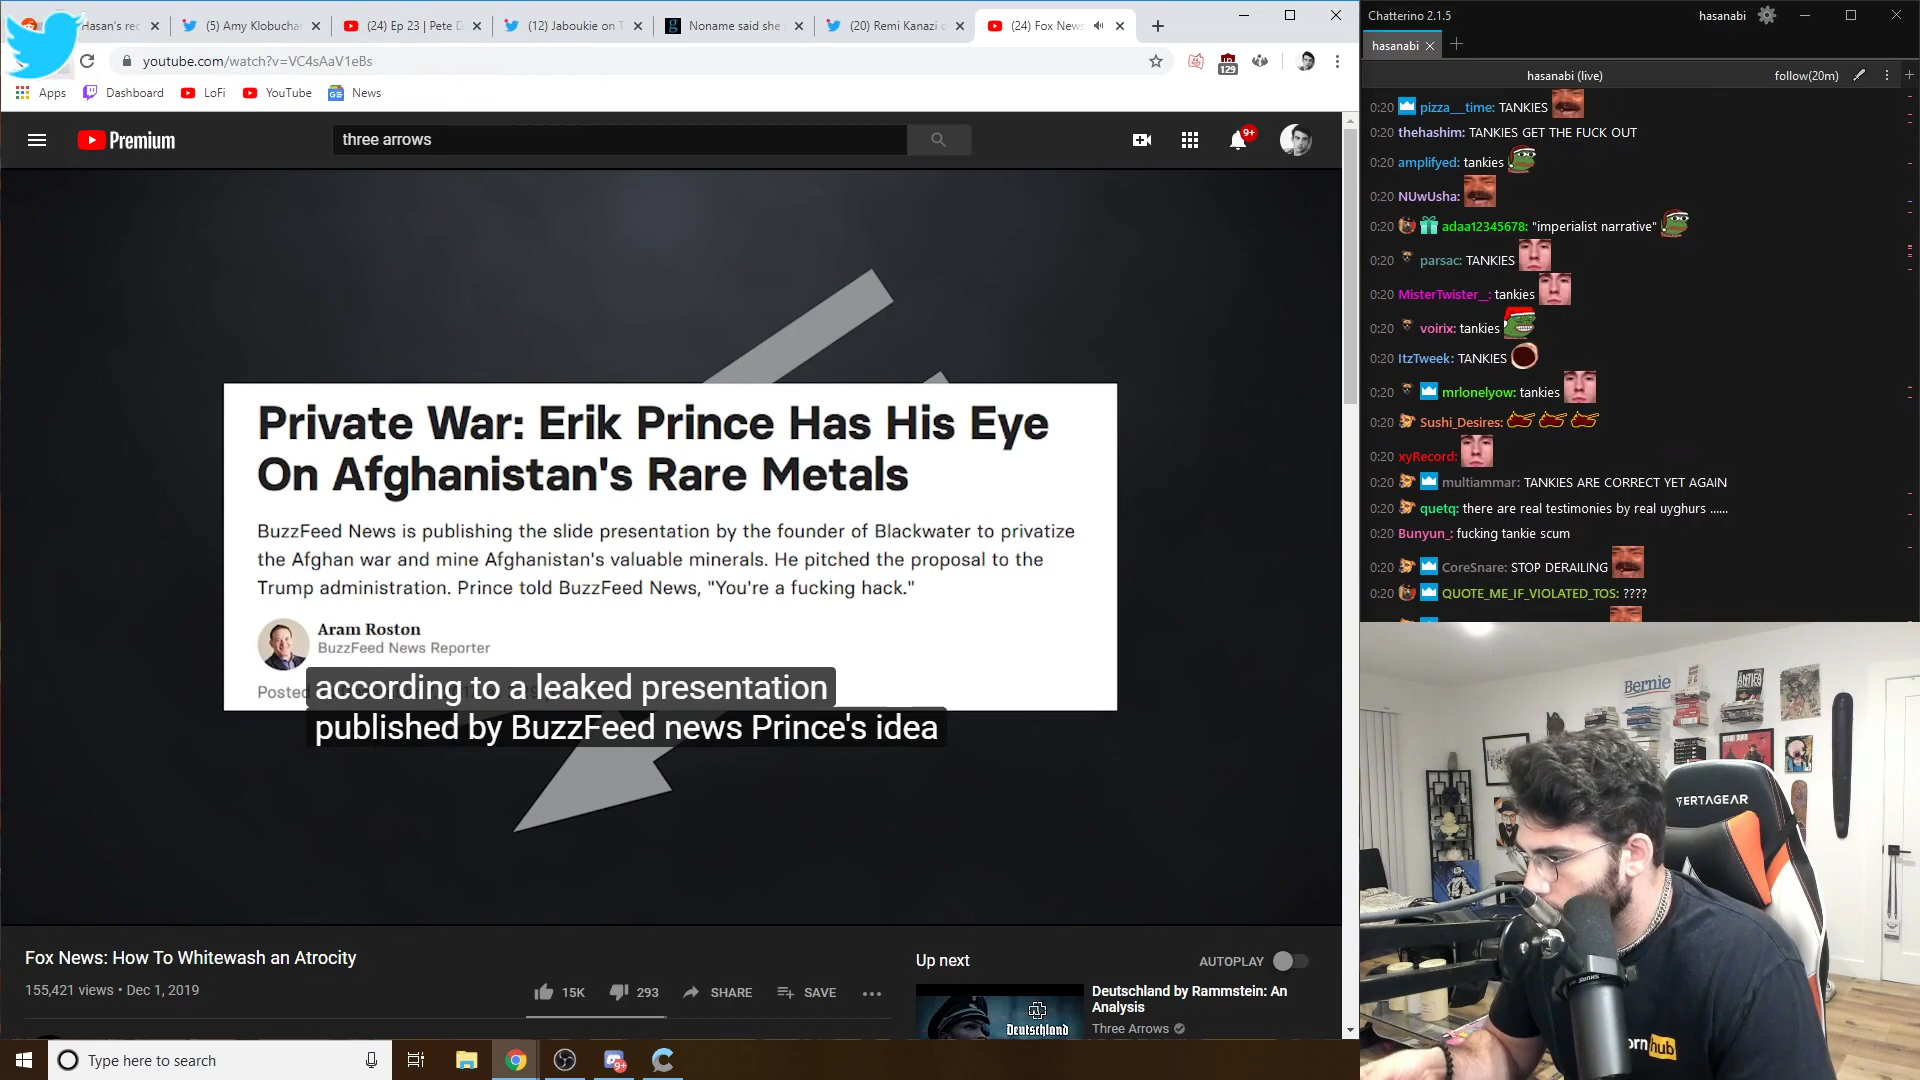 Hasan's rec
(5) Amy Klobuchar
(24) Ep 23 | Pete D
(12) Jaboukie on T
Noname said she
(20) Remi Kanazi o
(24) Fox News
youtube.com/watch?v=VC4sAaV1eBs
129
Apps
Dashboard
LoFi
YouTube
News
Premium
three arrows
9+
Private War: Erik Prince Has His Eye
On Afghanistan's Rare Metals
BuzzFeed News is publishing the slide presentation by the founder of Blackwater to privatize
the Afghan war and mine Afghanistan's valuable minerals. He pitched the proposal to the
Trump administration. Prince told BuzzFeed News, "You're a fucking hack."
Aram Roston
BuzzFeed News Reporter
Posted
according to a leaked presentation
published by BuzzFeed news Prince's idea
Fox News: How To Whitewash an Atrocity
155,421 views • Dec 1, 2019
15K
293
SHARE
SAVE
Up next
AUTOPLAY
Deutschland
Deutschland by Rammstein: An
Analysis
Three Arrows
Type here to search
9+
Chatterino 2.1.5
hasanabi
hasanabi
hasanabi (live)
follow(20m)
0:20 pizza__time: TANKIES
0:20 thehashim: TANKIES GET THE FUCK OUT
0:20 amplifyed: tankies
0:20 NUwUsha:
0:20 adaa12345678: "imperialist narrative"
0:20 parsac: TANKIES
0:20 MisterTwister__: tankies
0:20 voirix: tankies
0:20 ItzTweek: TANKIES
0:20 mrlonelyow: tankies
0:20 Sushi_Desires:
0:20 xyRecord:
0:20 multiammar: TANKIES ARE CORRECT YET AGAIN
0:20 quetq: there are real testimonies by real uyghurs ......
0:20 Bunyun_: fucking tankie scum
0:20 CoreSnare: STOP DERAILING
0:20 QUOTE_ME_IF_VIOLATED_TOS: ????
Bernie
ANTIFA
VERTAGEAR
SHURE
ornhub